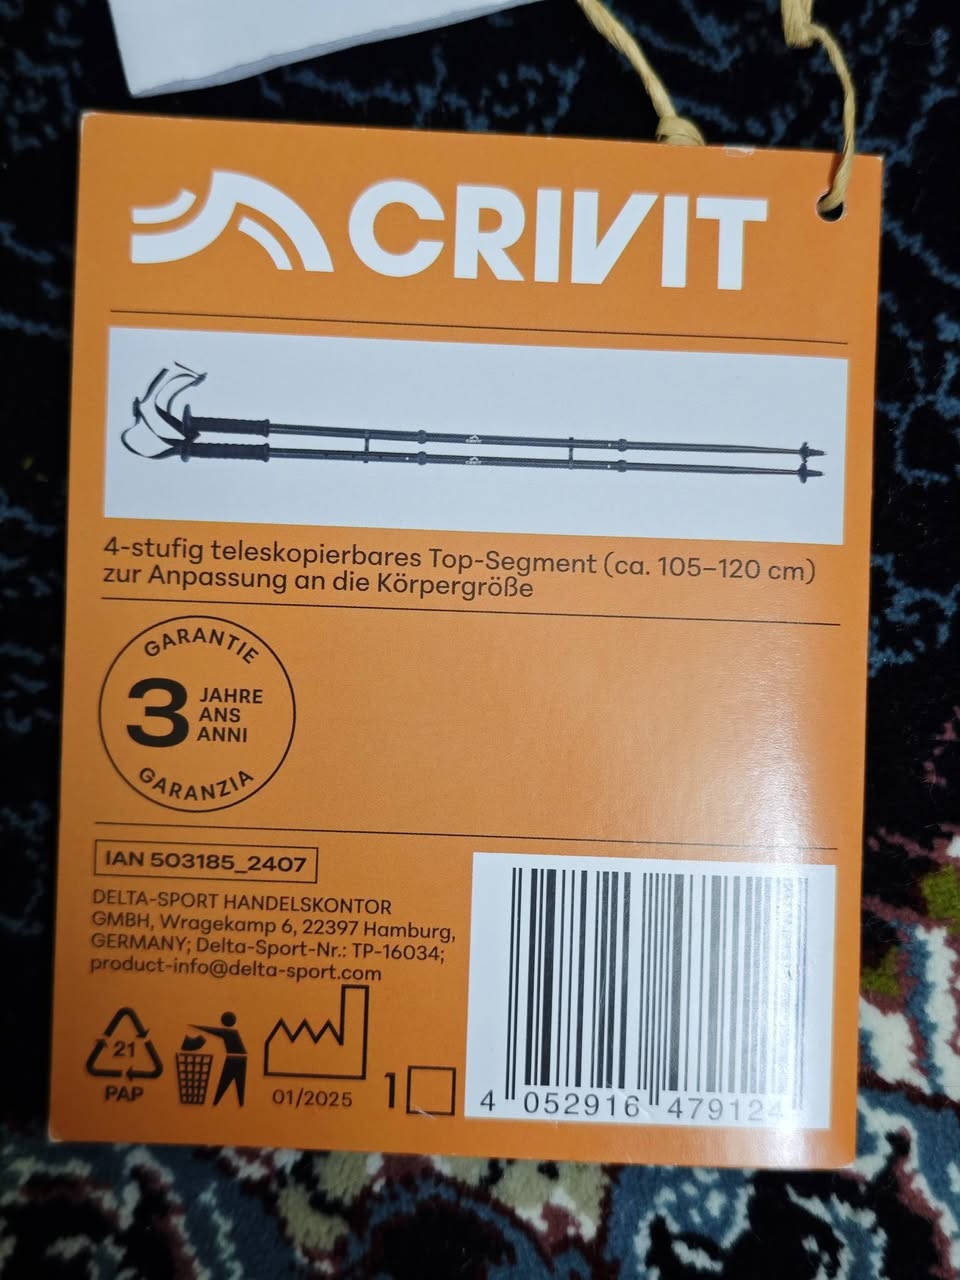 CRIVIT
4-stufig teleskopierbares Top-Segment (ca. 105–120 cm)
zur Anpassung an die Körpergröße
GARANTIE
3 JAHRE
ANS
ANNI
GARANZIA
IAN 503185_2407
DELTA-SPORT HANDELSKONTOR
GMBH, Wragekamp 6, 22397 Hamburg,
GERMANY; Delta-Sport-Nr.: TP-16034;
product-info@delta-sport.com
21
PAP
01/2025
1
4 052916 479124